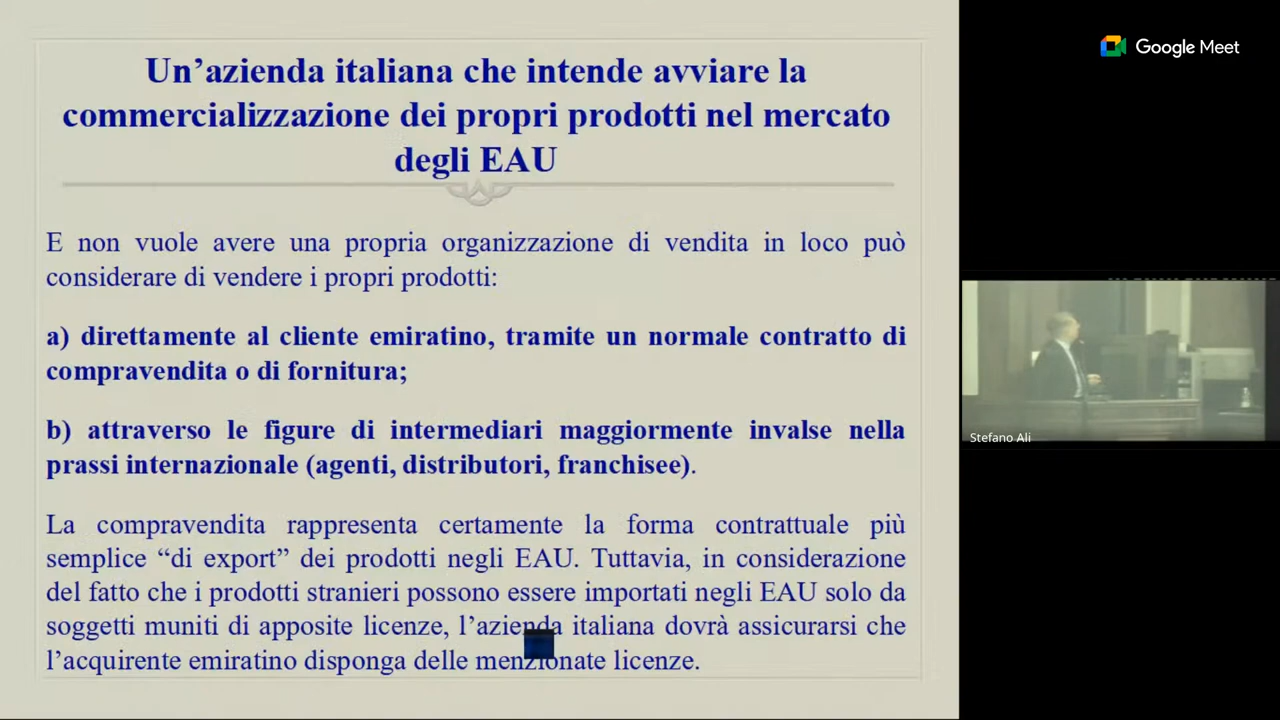 Un’azienda italiana che intende avviare la
commercializzazione dei propri prodotti nel mercato
degli EAU
E non vuole avere una propria organizzazione di vendita in loco può
considerare di vendere i propri prodotti:
a) direttamente al cliente emiratino, tramite un normale contratto di
compravendita o di fornitura;
b) attraverso le figure di intermediari maggiormente invalse nella
prassi internazionale (agenti, distributori, franchisee).
La compravendita rappresenta certamente la forma contrattuale più
semplice “di export” dei prodotti negli EAU. Tuttavia, in considerazione
del fatto che i prodotti stranieri possono essere importati negli EAU solo da
soggetti muniti di apposite licenze, l’azienda italiana dovrà assicurarsi che
l’acquirente emiratino disponga delle menzionate licenze.
Google Meet
Stefano Ali